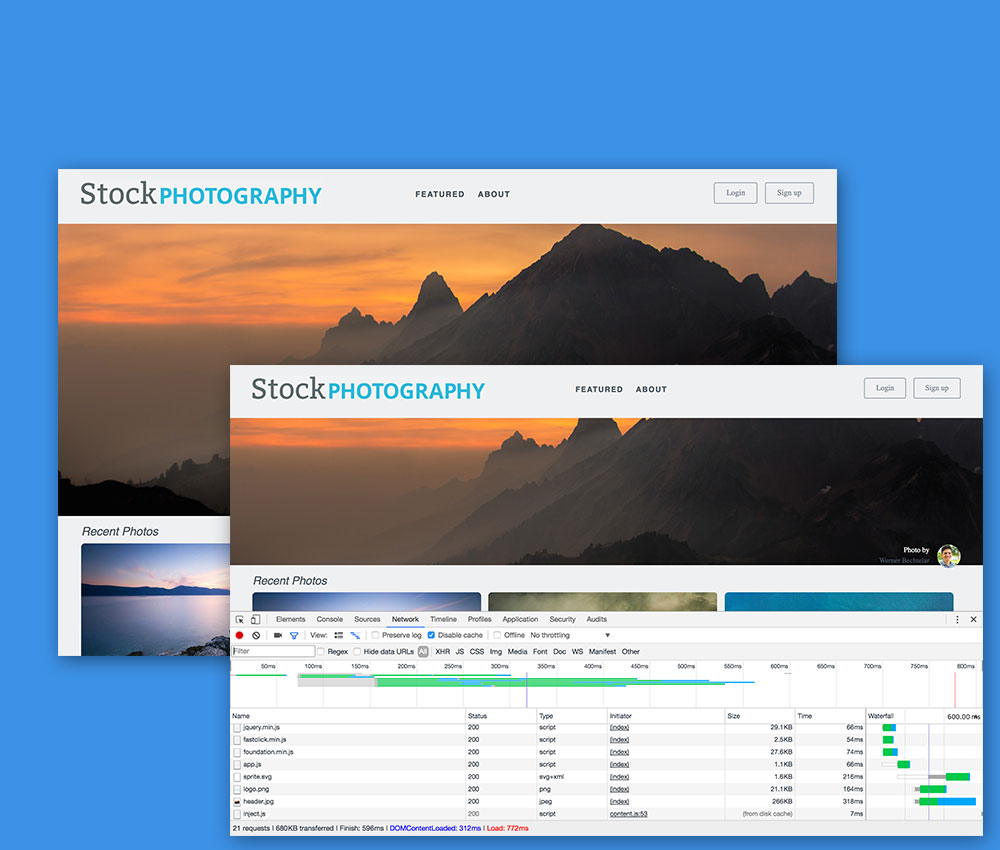 StockPHOTOGRAPHY FEATURED ABOUT Login Sign up
Recent Photos
StockPHOTOGRAPHY FEATURED ABOUT Login Sign up
Photo by
Werner Bechtelar
Recent Photos
Elements Console Sources Network Timeline Profiles Application Security Audits
View: Preserve log Disable cache Offline No throttling
Filter Regex Hide data URLs All XHR JS CSS Img Media Font Doc WS Manifest Other
50ms 100ms 150ms 200ms 250ms 300ms 350ms 400ms 450ms 500ms 550ms 600ms 650ms 700ms 750ms 800ms
Name Status Type Initiator Size Time Waterfall 600.00 ms
jquery.min.js 200 script (index) 29.1KB 66ms
fastclick.min.js 200 script (index) 2.5KB 54ms
foundation.min.js 200 script (index) 27.6KB 74ms
app.js 200 script (index) 1.1KB 66ms
sprite.svg 200 svg+xml (index) 1.6KB 216ms
logo.png 200 png (index) 21.1KB 164ms
header.jpg 200 jpeg (index) 266KB 318ms
inject.js 200 script content.js:53 (from disk cache) 7ms
21 requests | 680KB transferred | Finish: 596ms | DOMContentLoaded: 312ms | Load: 772ms